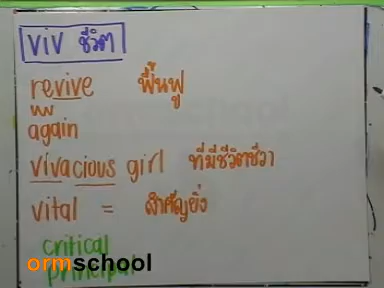 viv ชีวิต
revive ฟื้นฟู
again
vivacious girl ที่มีชีวิตชีวา
vital = สำคัญยิ่ง
critical
principal
ormschool